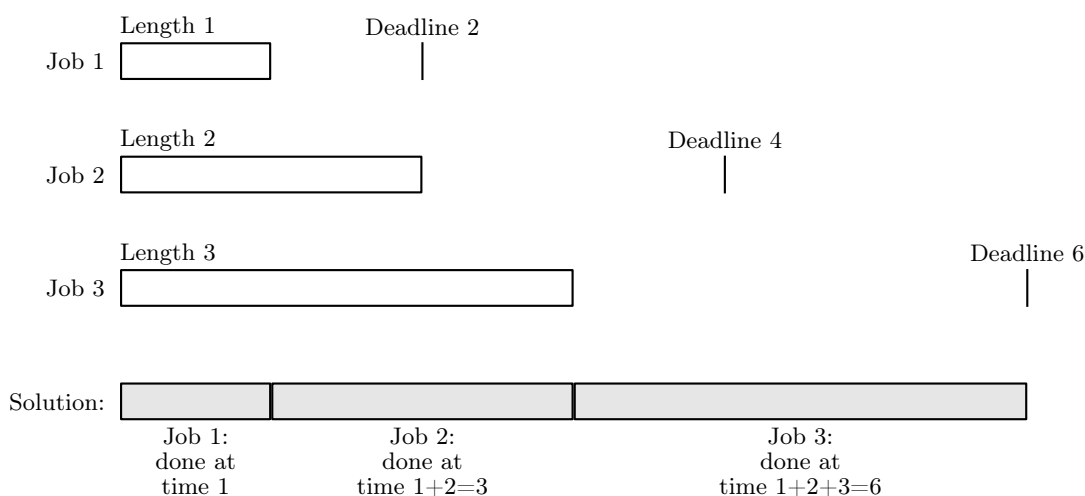 Length 1
Deadline 2
Job 1
Length 2
Deadline 4
Job 2
Length 3
Deadline 6
Job 3
Solution:
Job 1:
done at
time 1
Job 2:
done at
time 1+2=3
Job 3:
done at
time 1+2+3=6